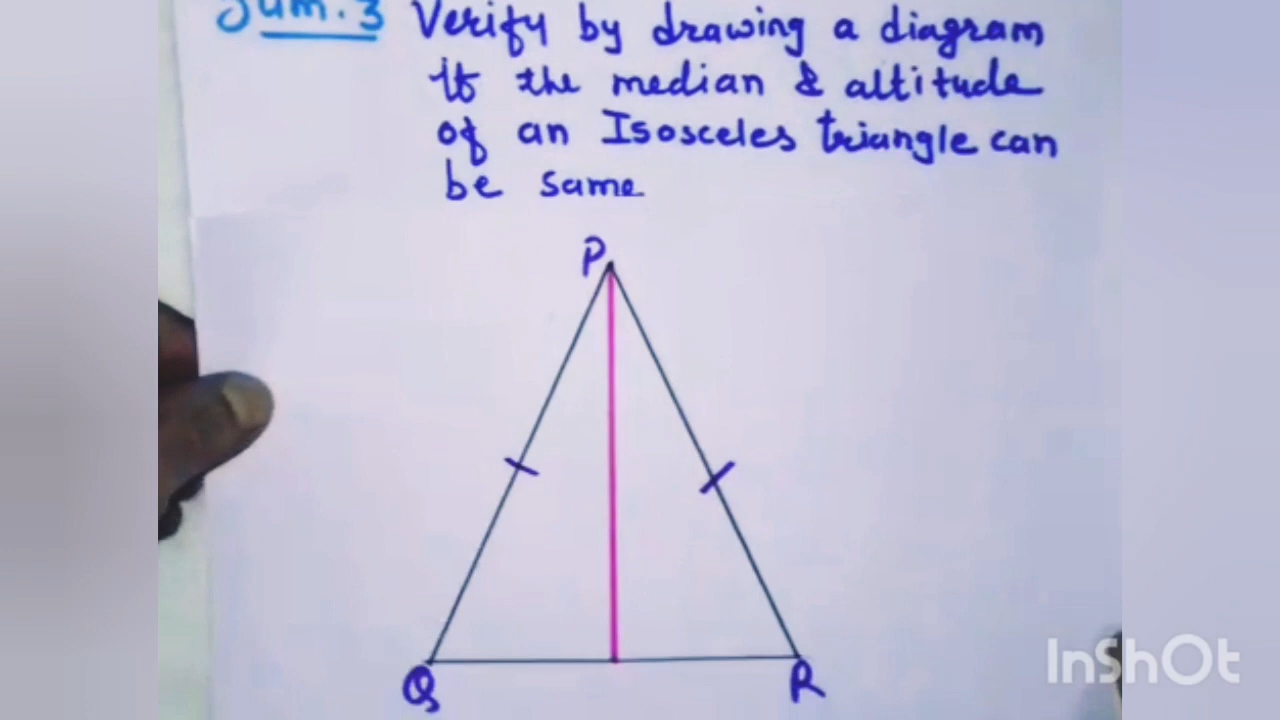 Sum. 3 Verify by drawing a diagram
if the median & altitude
of an Isosceles triangle can
be same
P
Q R
InShOt